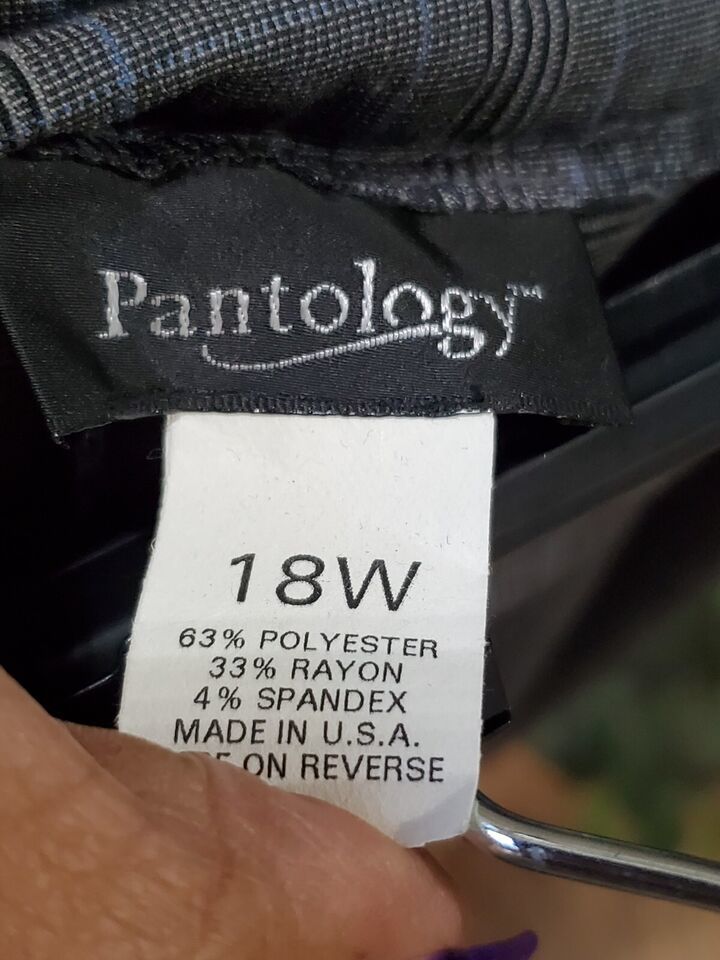 Pantology™
18W
63% POLYESTER
33% RAYON
4% SPANDEX
MADE IN U.S.A.
ON REVERSE